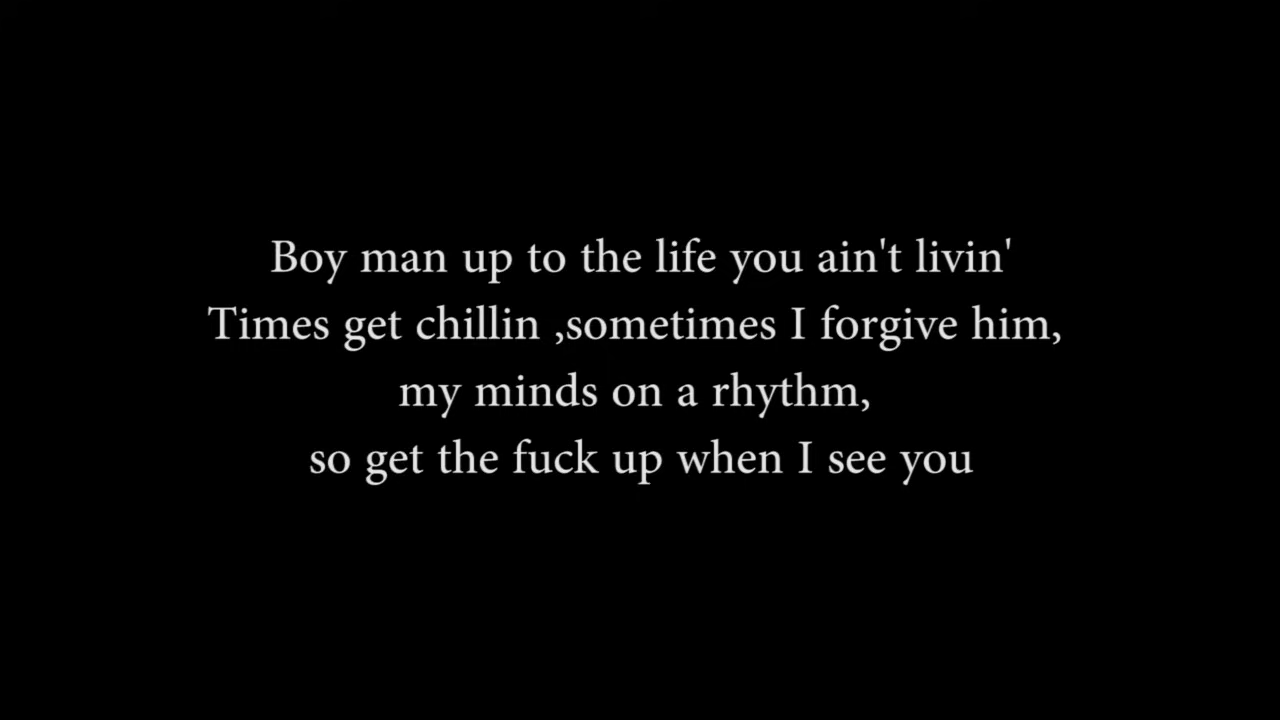 Boy man up to the life you ain't livin'
Times get chillin ,sometimes I forgive him,
my minds on a rhythm,
so get the fuck up when I see you